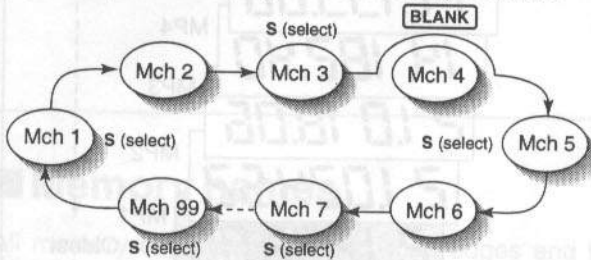 BLANK
S (select)
Mch 2
Mch 3
Mch 4
Mch 1
S (select)
S (select)
Mch 5
Mch 99
Mch 7
Mch 6
S (select)
S (select)